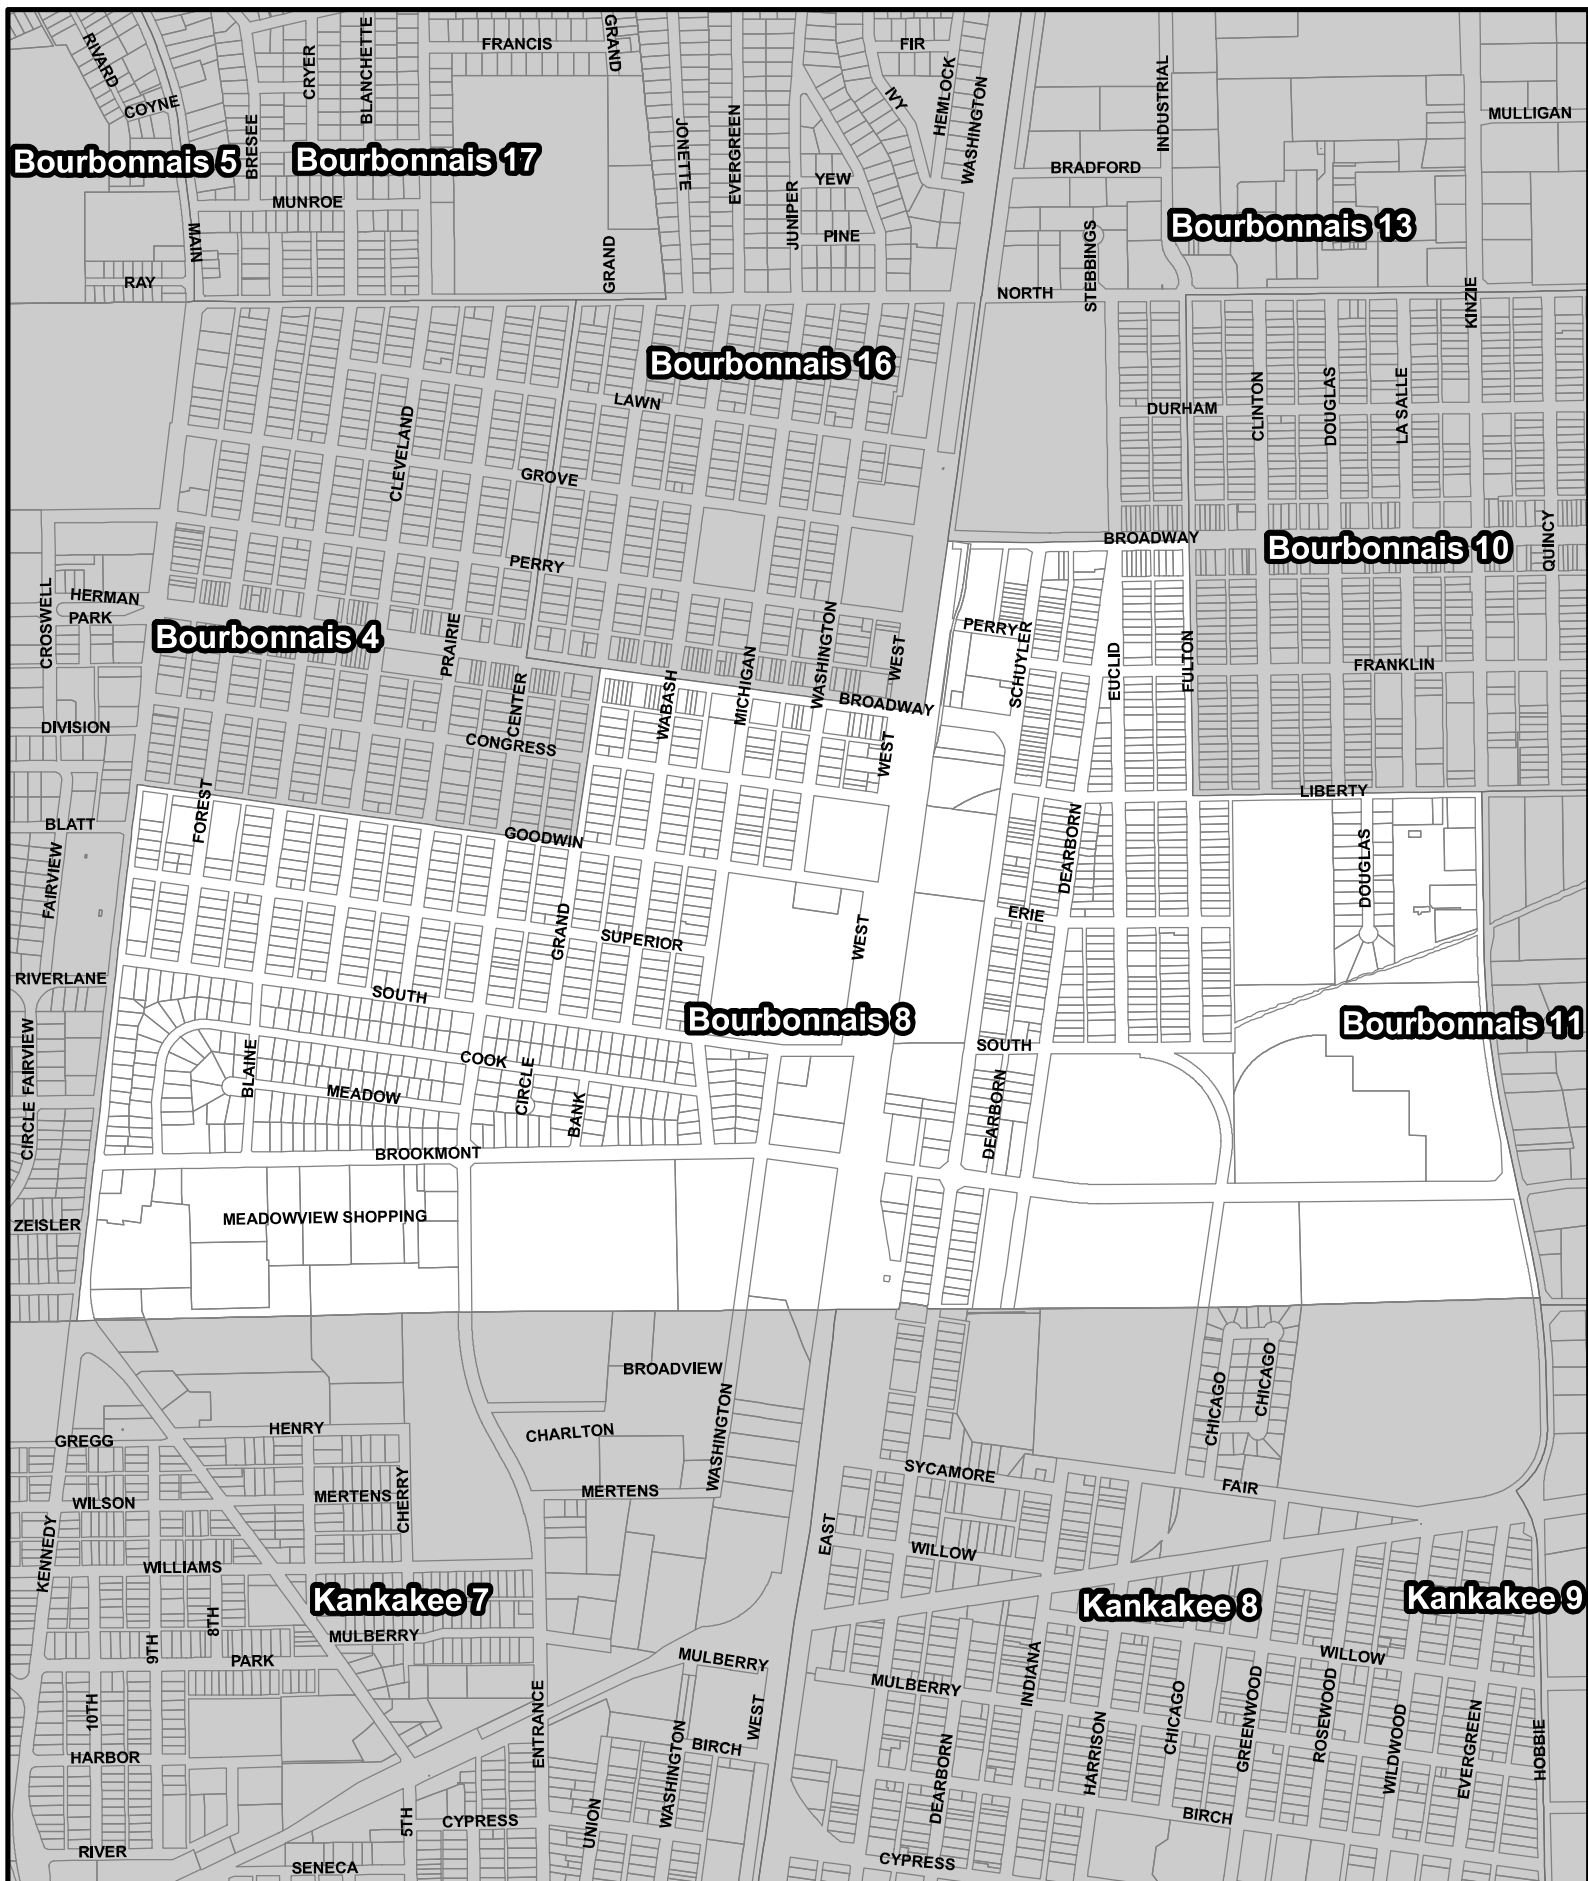 RIVARD
COYNE
CRYER
BLANCHETTE
FRANCIS
GRAND
FIR
IVY
HEMLOCK
WASHINGTON
INDUSTRIAL
MULLIGAN
Bourbonnais 5
BRESEE
Bourbonnais 17
JONETTE
EVERGREEN
JUNIPER
YEW
PINE
BRADFORD
STEBBINGS
Bourbonnais 13
MUNROE
MAIN
RAY
GRAND
NORTH
KINZIE
Bourbonnais 16
LAWN
CLEVELAND
GROVE
DURHAM
CLINTON
DOUGLAS
LA SALLE
PERRY
BROADWAY
Bourbonnais 10
QUINCY
CROSWELL
HERMAN
PARK
Bourbonnais 4
PRAIRIE
CENTER
CONGRESS
WABASH
MICHIGAN
WASHINGTON
WEST
BROADWAY
WEST
PERRY
SCHUYLER
EUCLID
FULTON
FRANKLIN
DIVISION
FOREST
BLATT
FAIRVIEW
GOODWIN
LIBERTY
DEARBORN
DOUGLAS
GRAND
SUPERIOR
WEST
ERIE
RIVERLANE
SOUTH
Bourbonnais 8
Bourbonnais 11
CIRCLE FAIRVIEW
BLAINE
COOK
MEADOW
CIRCLE
BANK
SOUTH
DEARBORN
BROOKMONT
ZEISLER
MEADOWVIEW SHOPPING
BROADVIEW
WASHINGTON
CHICAGO
CHICAGO
GREGG
HENRY
CHARLTON
SYCAMORE
FAIR
WILSON
MERTENS
CHERRY
MERTENS
KENNEDY
WILLIAMS
EAST
WILLOW
Kankakee 7
Kankakee 8
Kankakee 9
9TH
8TH
MULBERRY
PARK
MULBERRY
WILLOW
10TH
ENTRANCE
WEST
MULBERRY
INDIANA
HARRISON
CHICAGO
GREENWOOD
ROSEWOOD
WILDWOOD
EVERGREEN
HOBBIE
HARBOR
WASHINGTON
BIRCH
DEARBORN
BIRCH
5TH
CYPRESS
UNION
RIVER
SENECA
CYPRESS